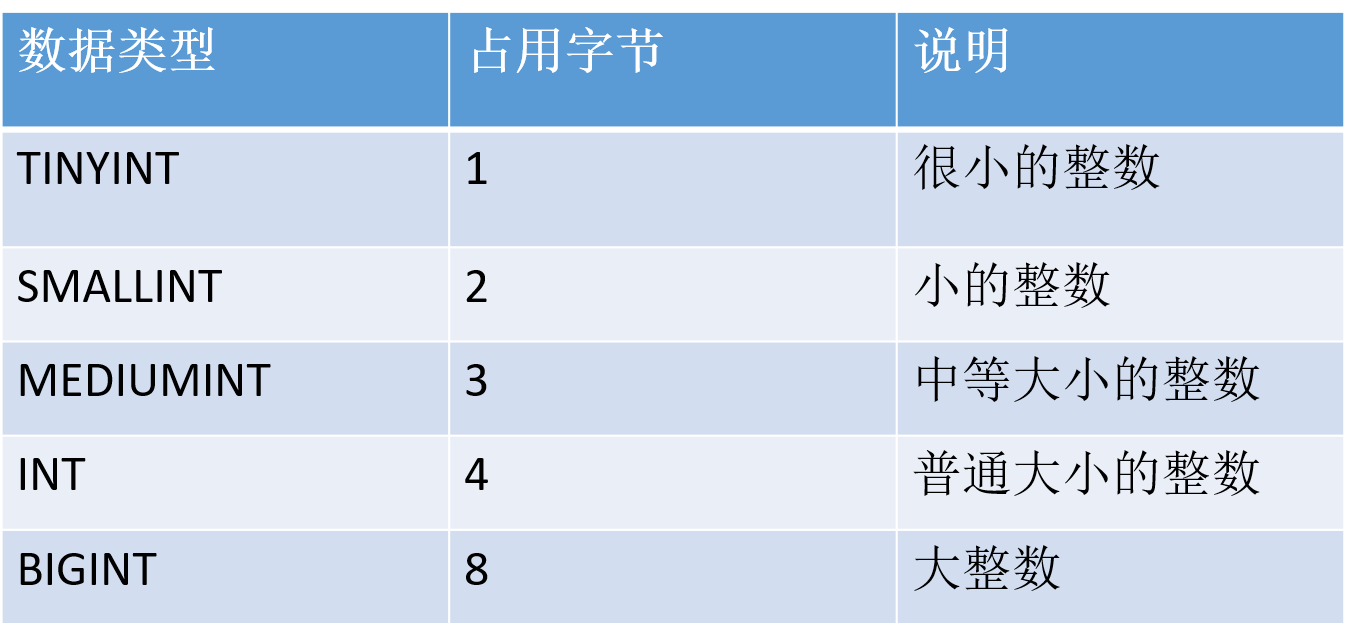 数据类型 占用字节 说明
TINYINT 1 很小的整数
SMALLINT 2 小的整数
MEDIUMINT 3 中等大小的整数
INT 4 普通大小的整数
BIGINT 8 大整数